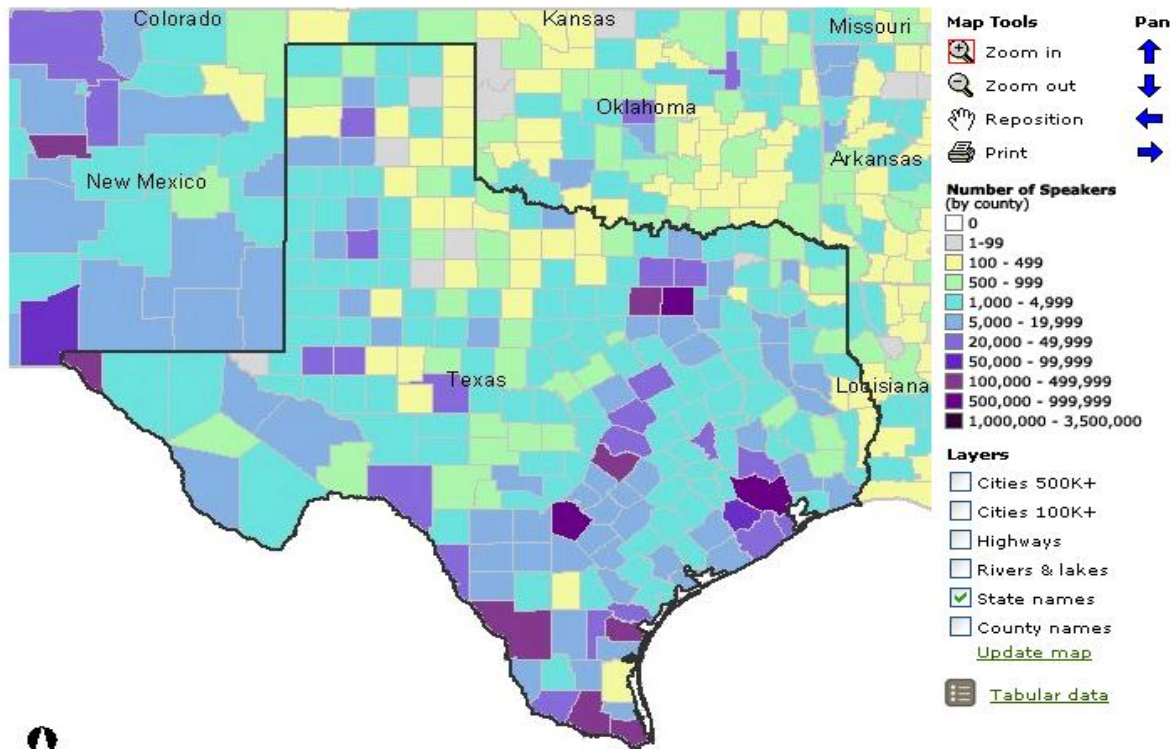 Colorado
Kansas
Missouri
Oklahoma
Arkansas
New Mexico
Texas
Louisiana
Map Tools Pan
Zoom in
Zoom out
Reposition
Print
Number of Speakers
(by county)
0
1-99
100 - 499
500 - 999
1,000 - 4,999
5,000 - 19,999
20,000 - 49,999
50,000 - 99,999
100,000 - 499,999
500,000 - 999,999
1,000,000 - 3,500,000
Layers
Cities 500K+
Cities 100K+
Highways
Rivers & lakes
State names
County names
Update map
Tabular data